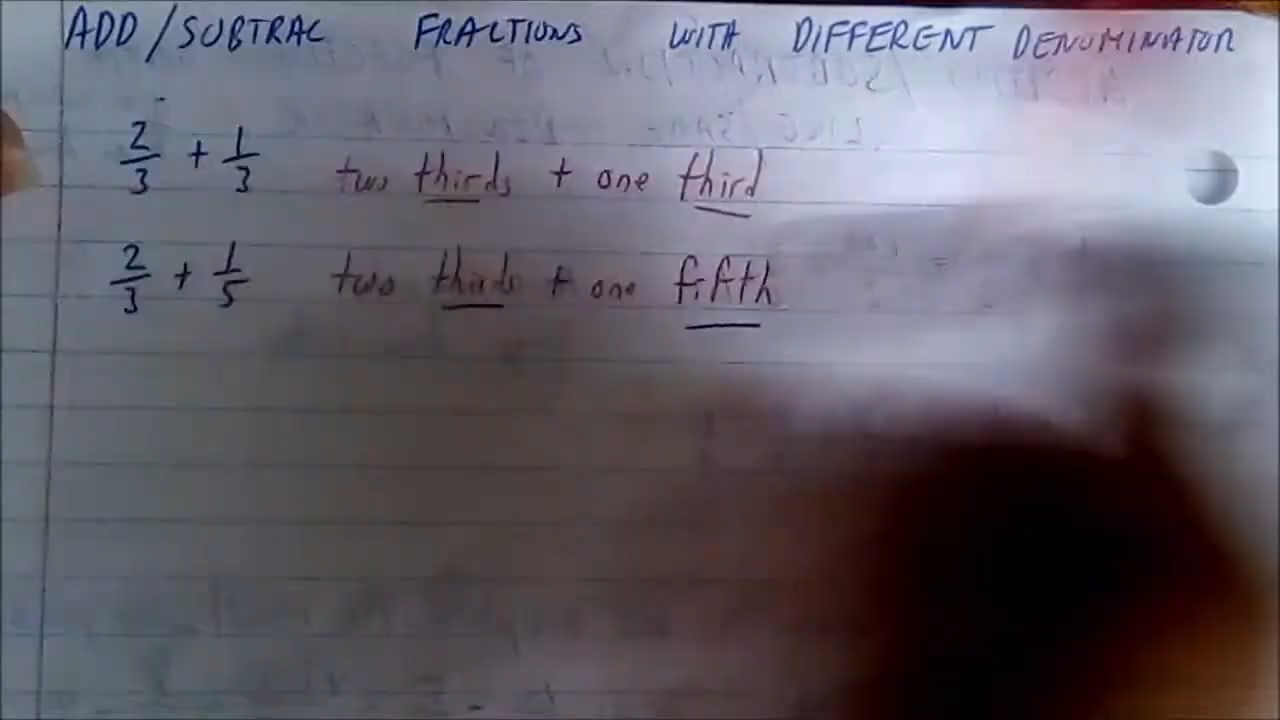 ADD / SUBTRAC FRACTIONS WITH DIFFERENT DENUMINATOR
2/3 + 1/3 two thirds + one third
2/3 + 1/5 two thirds + one fifth